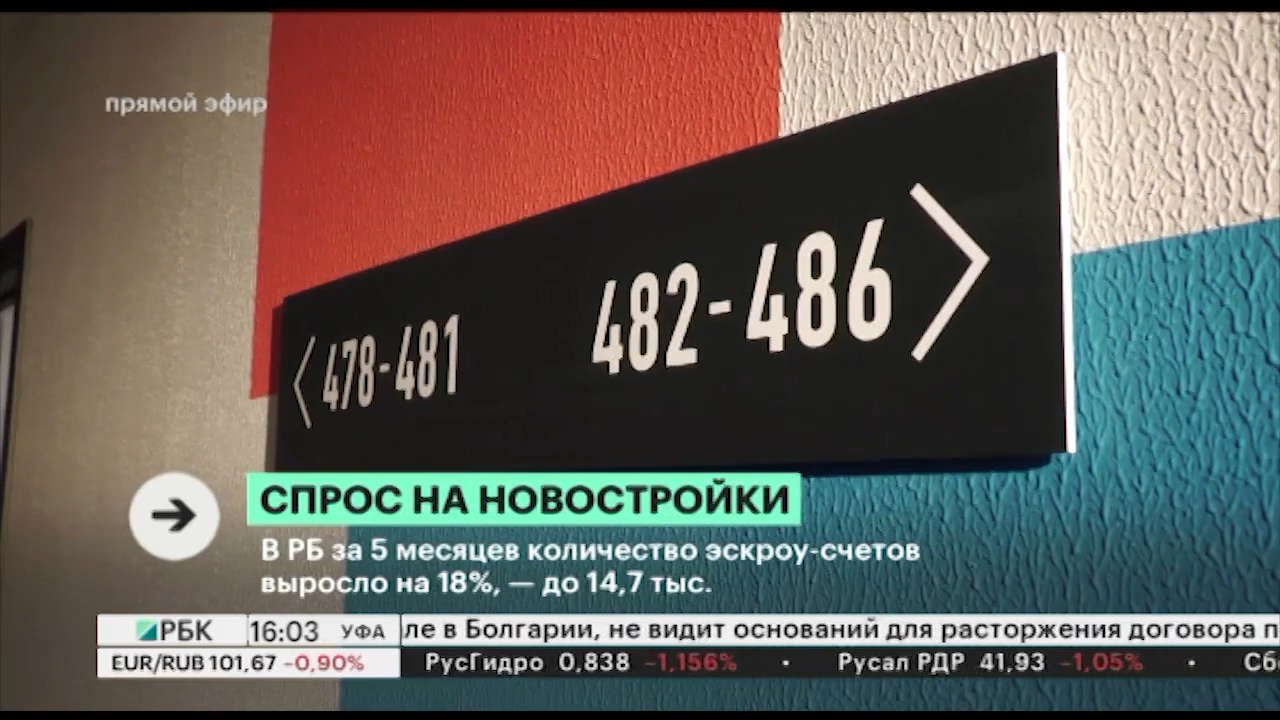 прямой эфир
482-486
478-481
СПРОС НА НОВОСТРОЙКИ
В РБ за 5 месяцев количество эскроу-счетов
выросло на 18%, — до 14,7 тыс.
РБК 16:03 УФА ле в Болгарии, не видит оснований для расторжения договора п
EUR/RUB 101,67 -0,90% РусГидро 0,838 -1,156% · Русал РДР 41,93 -1,05% · Сб